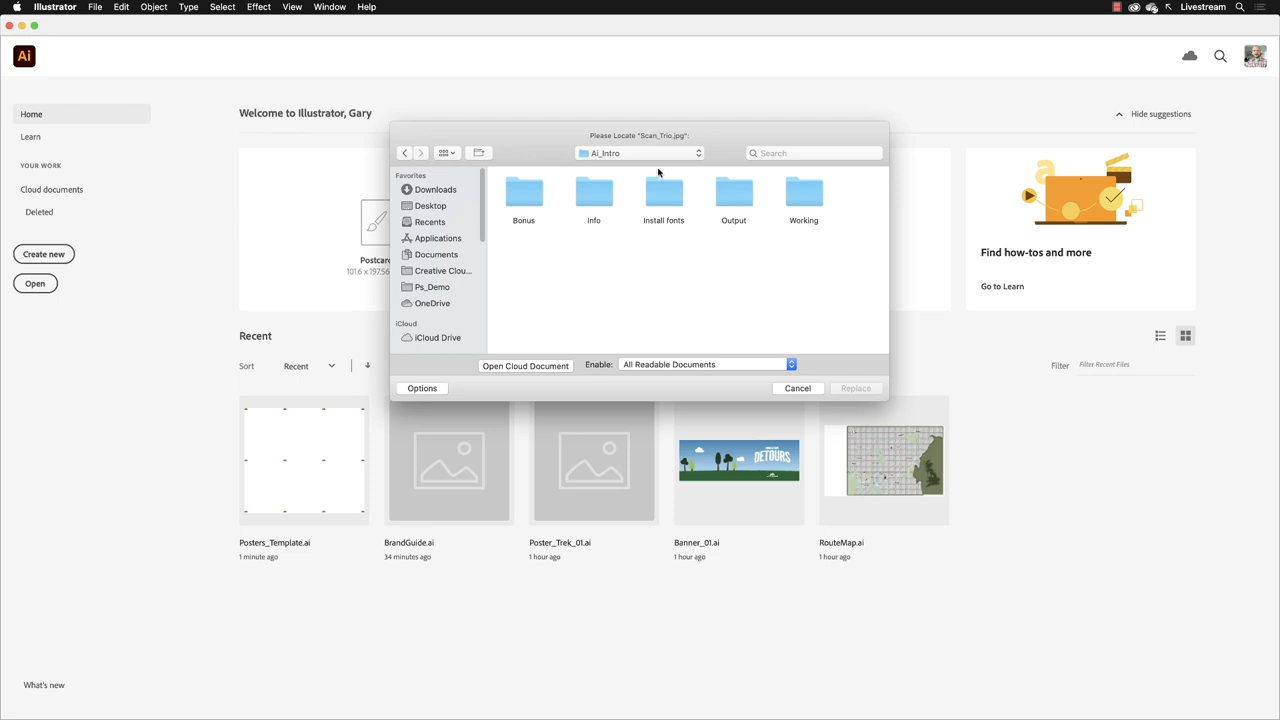 Illustrator File Edit Object Type Select Effect View Window Help Livestream
Ai
Home
Learn
YOUR WORK
Cloud documents
Deleted
Create new
Open
Welcome to Illustrator, Gary
Hide suggestions
Postcar
101.6 x 197.56
Find how-tos and more
Go to Learn
Please Locate "Scan_Trio.jpg":
Ai_Intro
Search
Favorites
Downloads
Desktop
Recents
Applications
Documents
Creative Clou...
Ps_Demo
OneDrive
iCloud
iCloud Drive
Bonus Info Install fonts Output Working
Open Cloud Document Enable: All Readable Documents
Options Cancel Replace
Recent
Sort Recent
Filter Filter Recent Files
DETOURS
Posters_Template.ai BrandGuide.ai Poster_Trek_01.ai Banner_01.ai RouteMap.ai
1 minute ago 34 minutes ago 1 hour ago 1 hour ago 1 hour ago
What's new